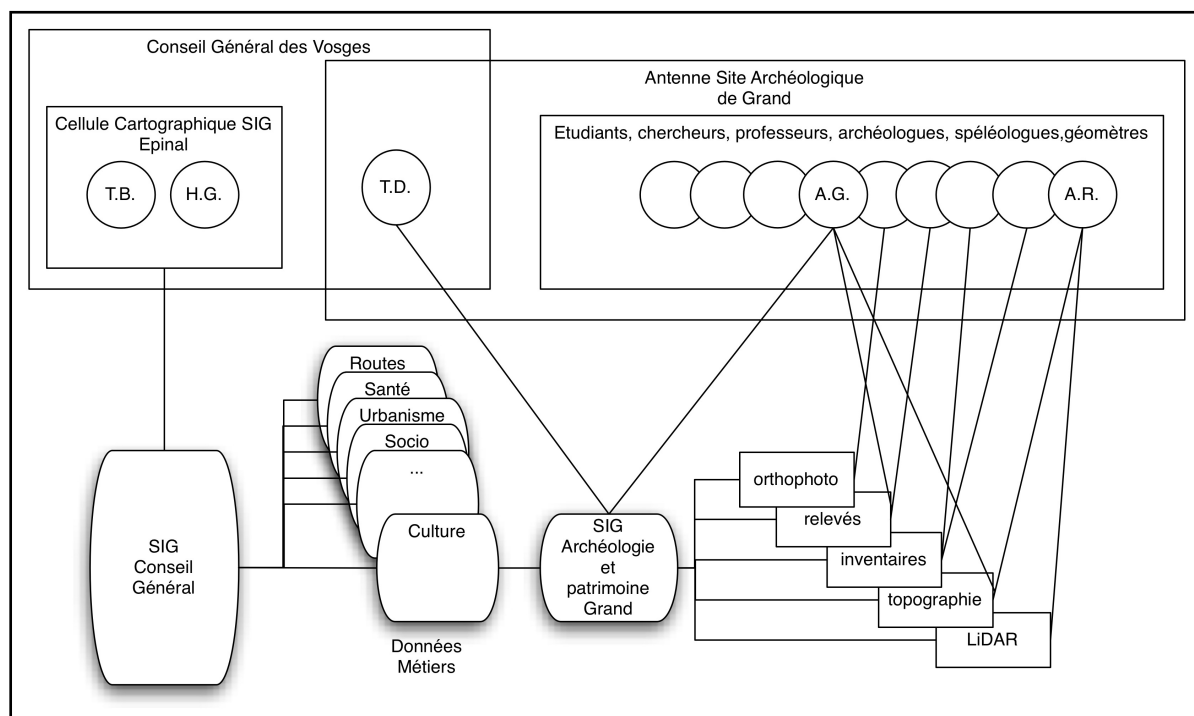 Conseil Général des Vosges
Antenne Site Archéologique
de Grand
Cellule Cartographique SIG
Epinal
T.B.
H.G.
T.D.
Etudiants, chercheurs, professeurs, archéologues, spéléologues,géomètres
A.G.
A.R.
Routes
Santé
Urbanisme
Socio
...
Culture
Données
Métiers
SIG
Conseil
Général
SIG
Archéologie
et
patrimoine
Grand
orthophoto
relevés
inventaires
topographie
LiDAR